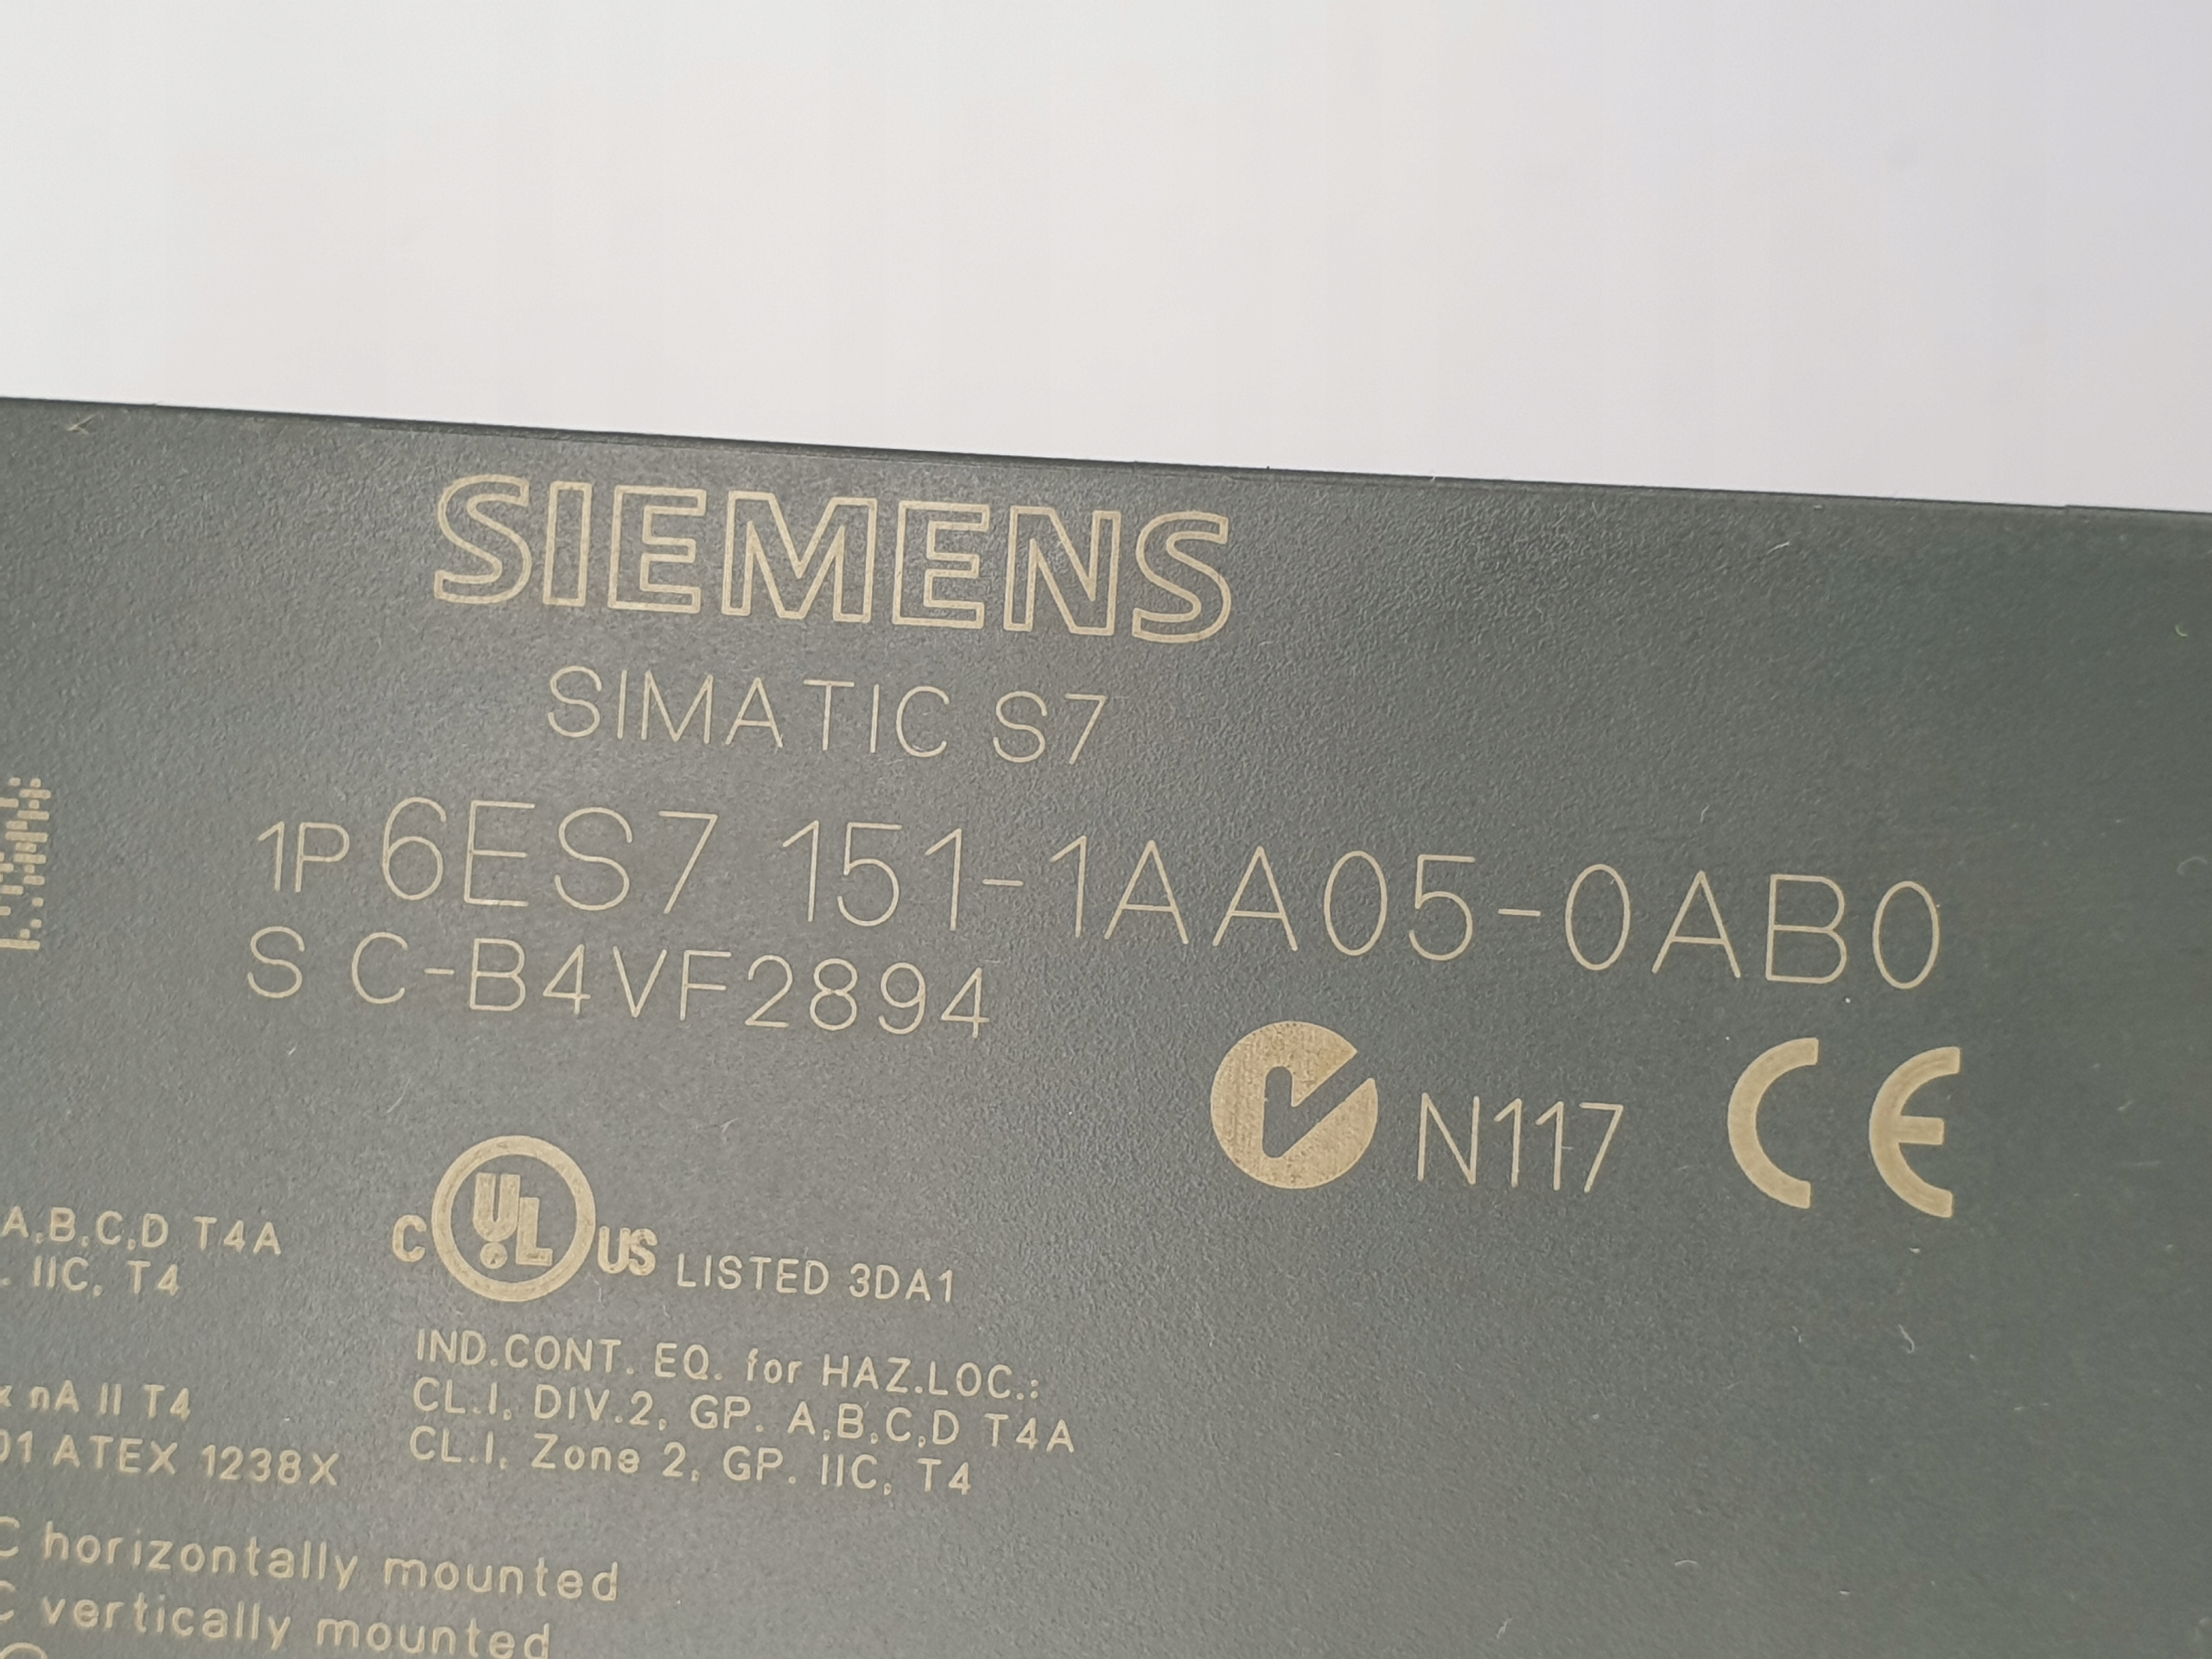 SIEMENS
SIMATIC S7
1P 6ES7 151-1AA05-0AB0
S C-B4VF2894
N117 CE
C UL US LISTED 3DA1
A,B,C,D T4A
IIC, T4
IND.CONT. EQ. for HAZ.LOC.:
CL.I, DIV.2, GP. A,B,C,D T4A
CL.I, Zone 2, GP. IIC, T4
nA II T4
01 ATEX 1238X
C horizontally mounted
C vertically mounted